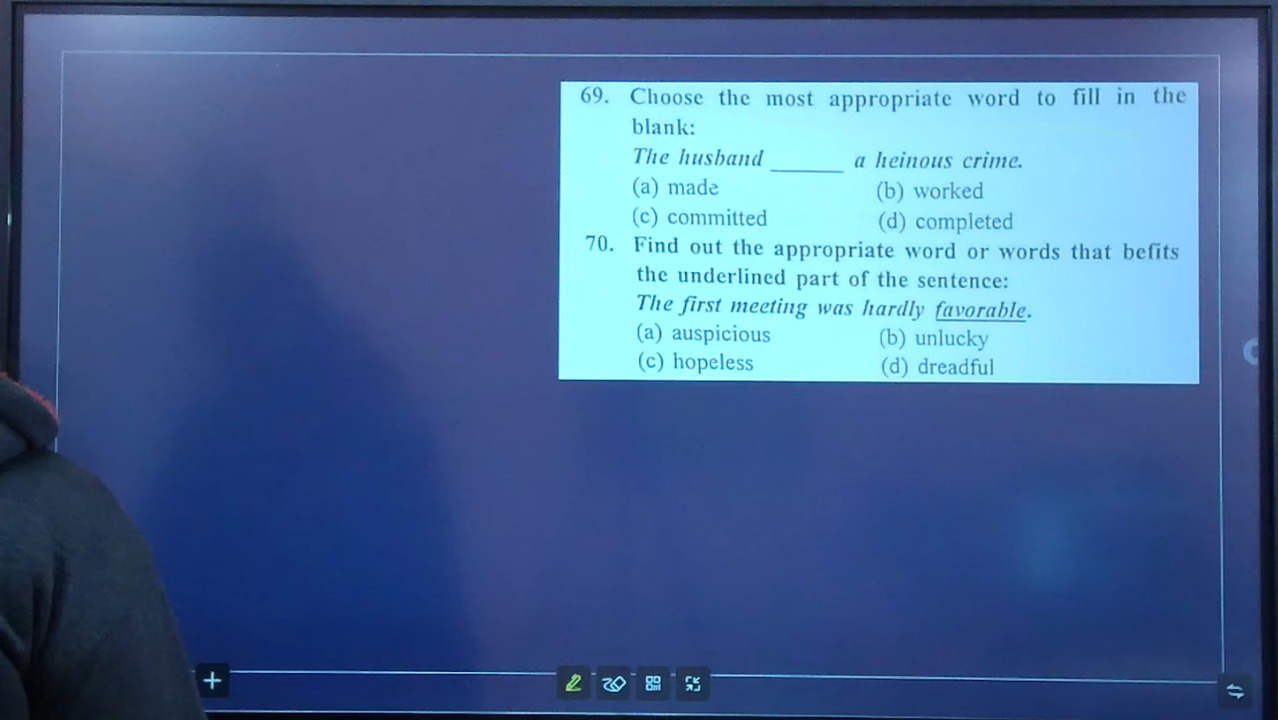 69. Choose the most appropriate word to fill in the
blank:
The husband ______ a heinous crime.
(a) made (b) worked
(c) committed (d) completed
70. Find out the appropriate word or words that befits
the underlined part of the sentence:
The first meeting was hardly favorable.
(a) auspicious (b) unlucky
(c) hopeless (d) dreadful